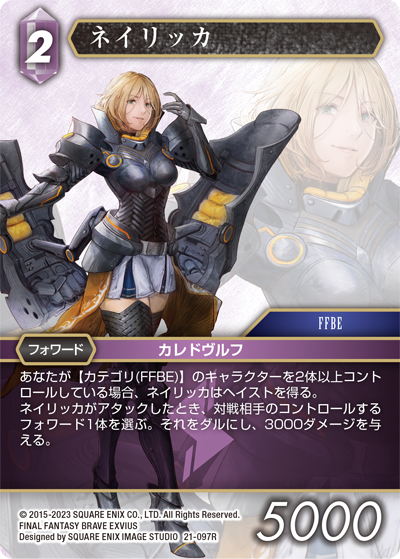 2
ネイリッカ
FFBE
フォワード
カレドヴルフ
あなたが【カテゴリ(FFBE)】のキャラクターを2体以上コント
ロールしている場合、ネイリッカはヘイストを得る。
ネイリッカがアタックしたとき、対戦相手のコントロールする
フォワード1体を選ぶ。それをダルにし、3000ダメージを与
える。
© 2015-2023 SQUARE ENIX CO., LTD. All Rights Reserved.
FINAL FANTASY BRAVE EXVIUS
Designed by SQUARE ENIX IMAGE STUDIO 21-097R
5000